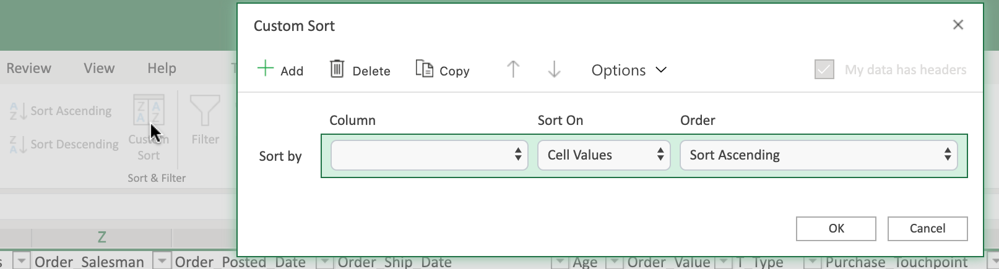 Custom Sort
Review View Help
Add Delete Copy Options My data has headers
Sort Ascending
Sort Descending
Custom Sort
Filter
Sort & Filter
Column Sort On Order
Sort by Cell Values Sort Ascending
OK Cancel
Z
s Order_Salesman Order_Posted_Date Order_Ship_Date Age Order_Value T_Type Purchase_Touchpoint